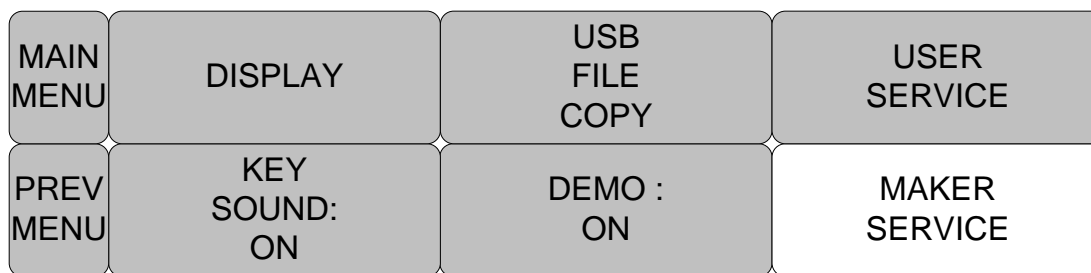 MAIN
MENU
DISPLAY
USB
FILE
COPY
USER
SERVICE
PREV
MENU
KEY
SOUND:
ON
DEMO :
ON
MAKER
SERVICE